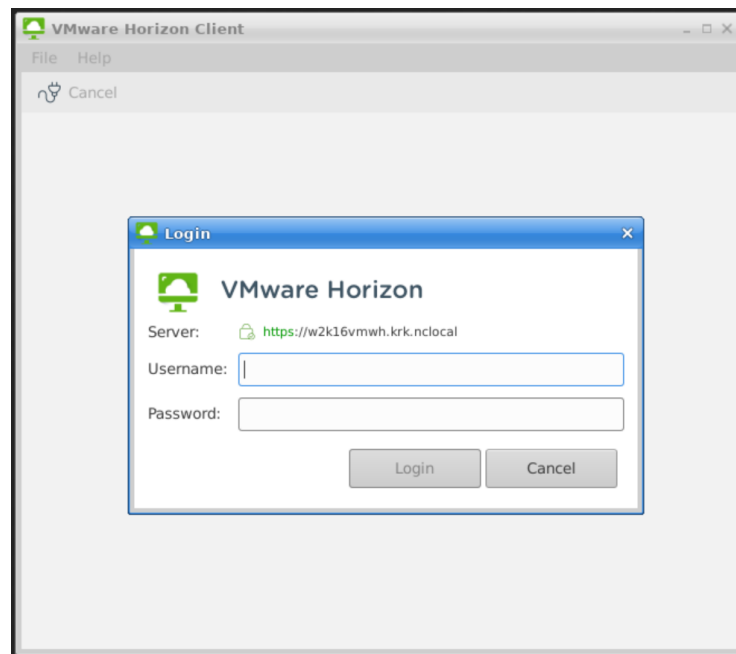 VMware Horizon Client
File Help
Cancel
Login
VMware Horizon
Server: https://w2k16vmwh.krk.nclocal
Username:
Password:
Login Cancel